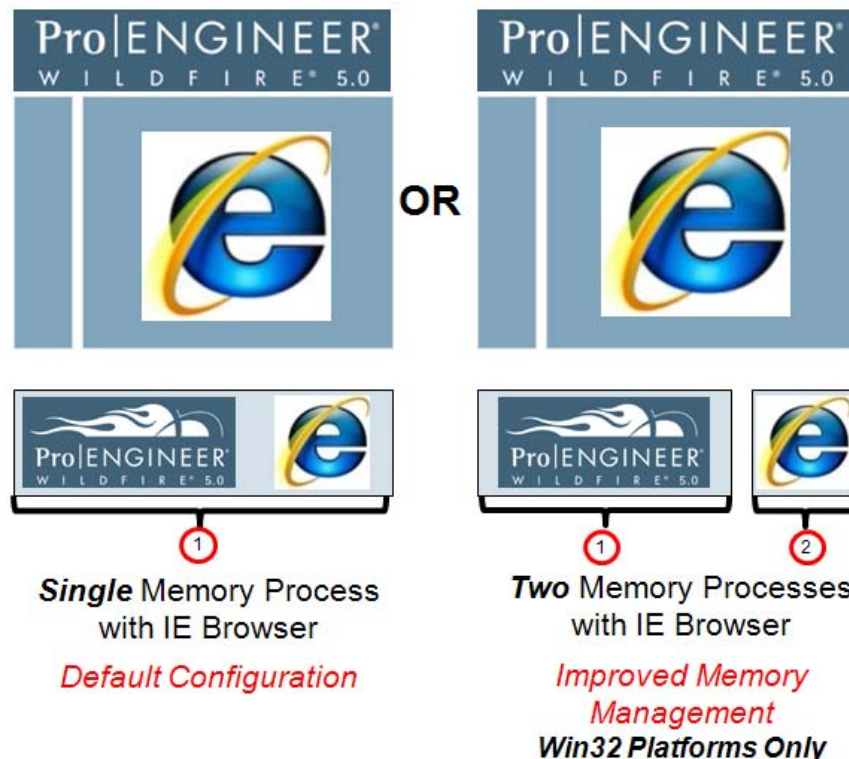 Pro|ENGINEER®
WILDFIRE® 5.0
OR
Pro|ENGINEER®
WILDFIRE® 5.0
Pro|ENGINEER®
WILDFIRE® 5.0
1
Single Memory Process
with IE Browser
Default Configuration
Pro|ENGINEER®
WILDFIRE® 5.0
1
2
Two Memory Processes
with IE Browser
Improved Memory
Management
Win32 Platforms Only